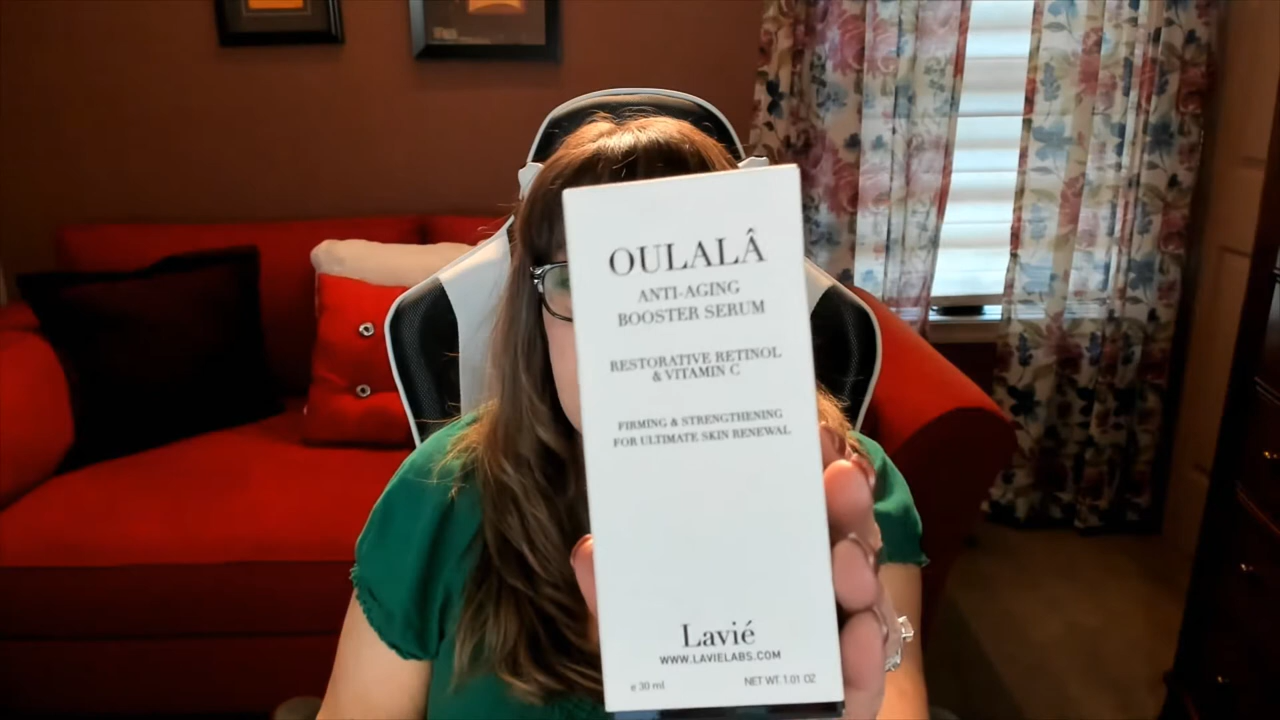 OULALÂ
ANTI-AGING
BOOSTER SERUM
RESTORATIVE RETINOL
& VITAMIN C
FIRMING & STRENGTHENING
FOR ULTIMATE SKIN RENEWAL
Lavié
WWW.LAVIELABS.COM
e 30 ml NET WT. 1.01 OZ